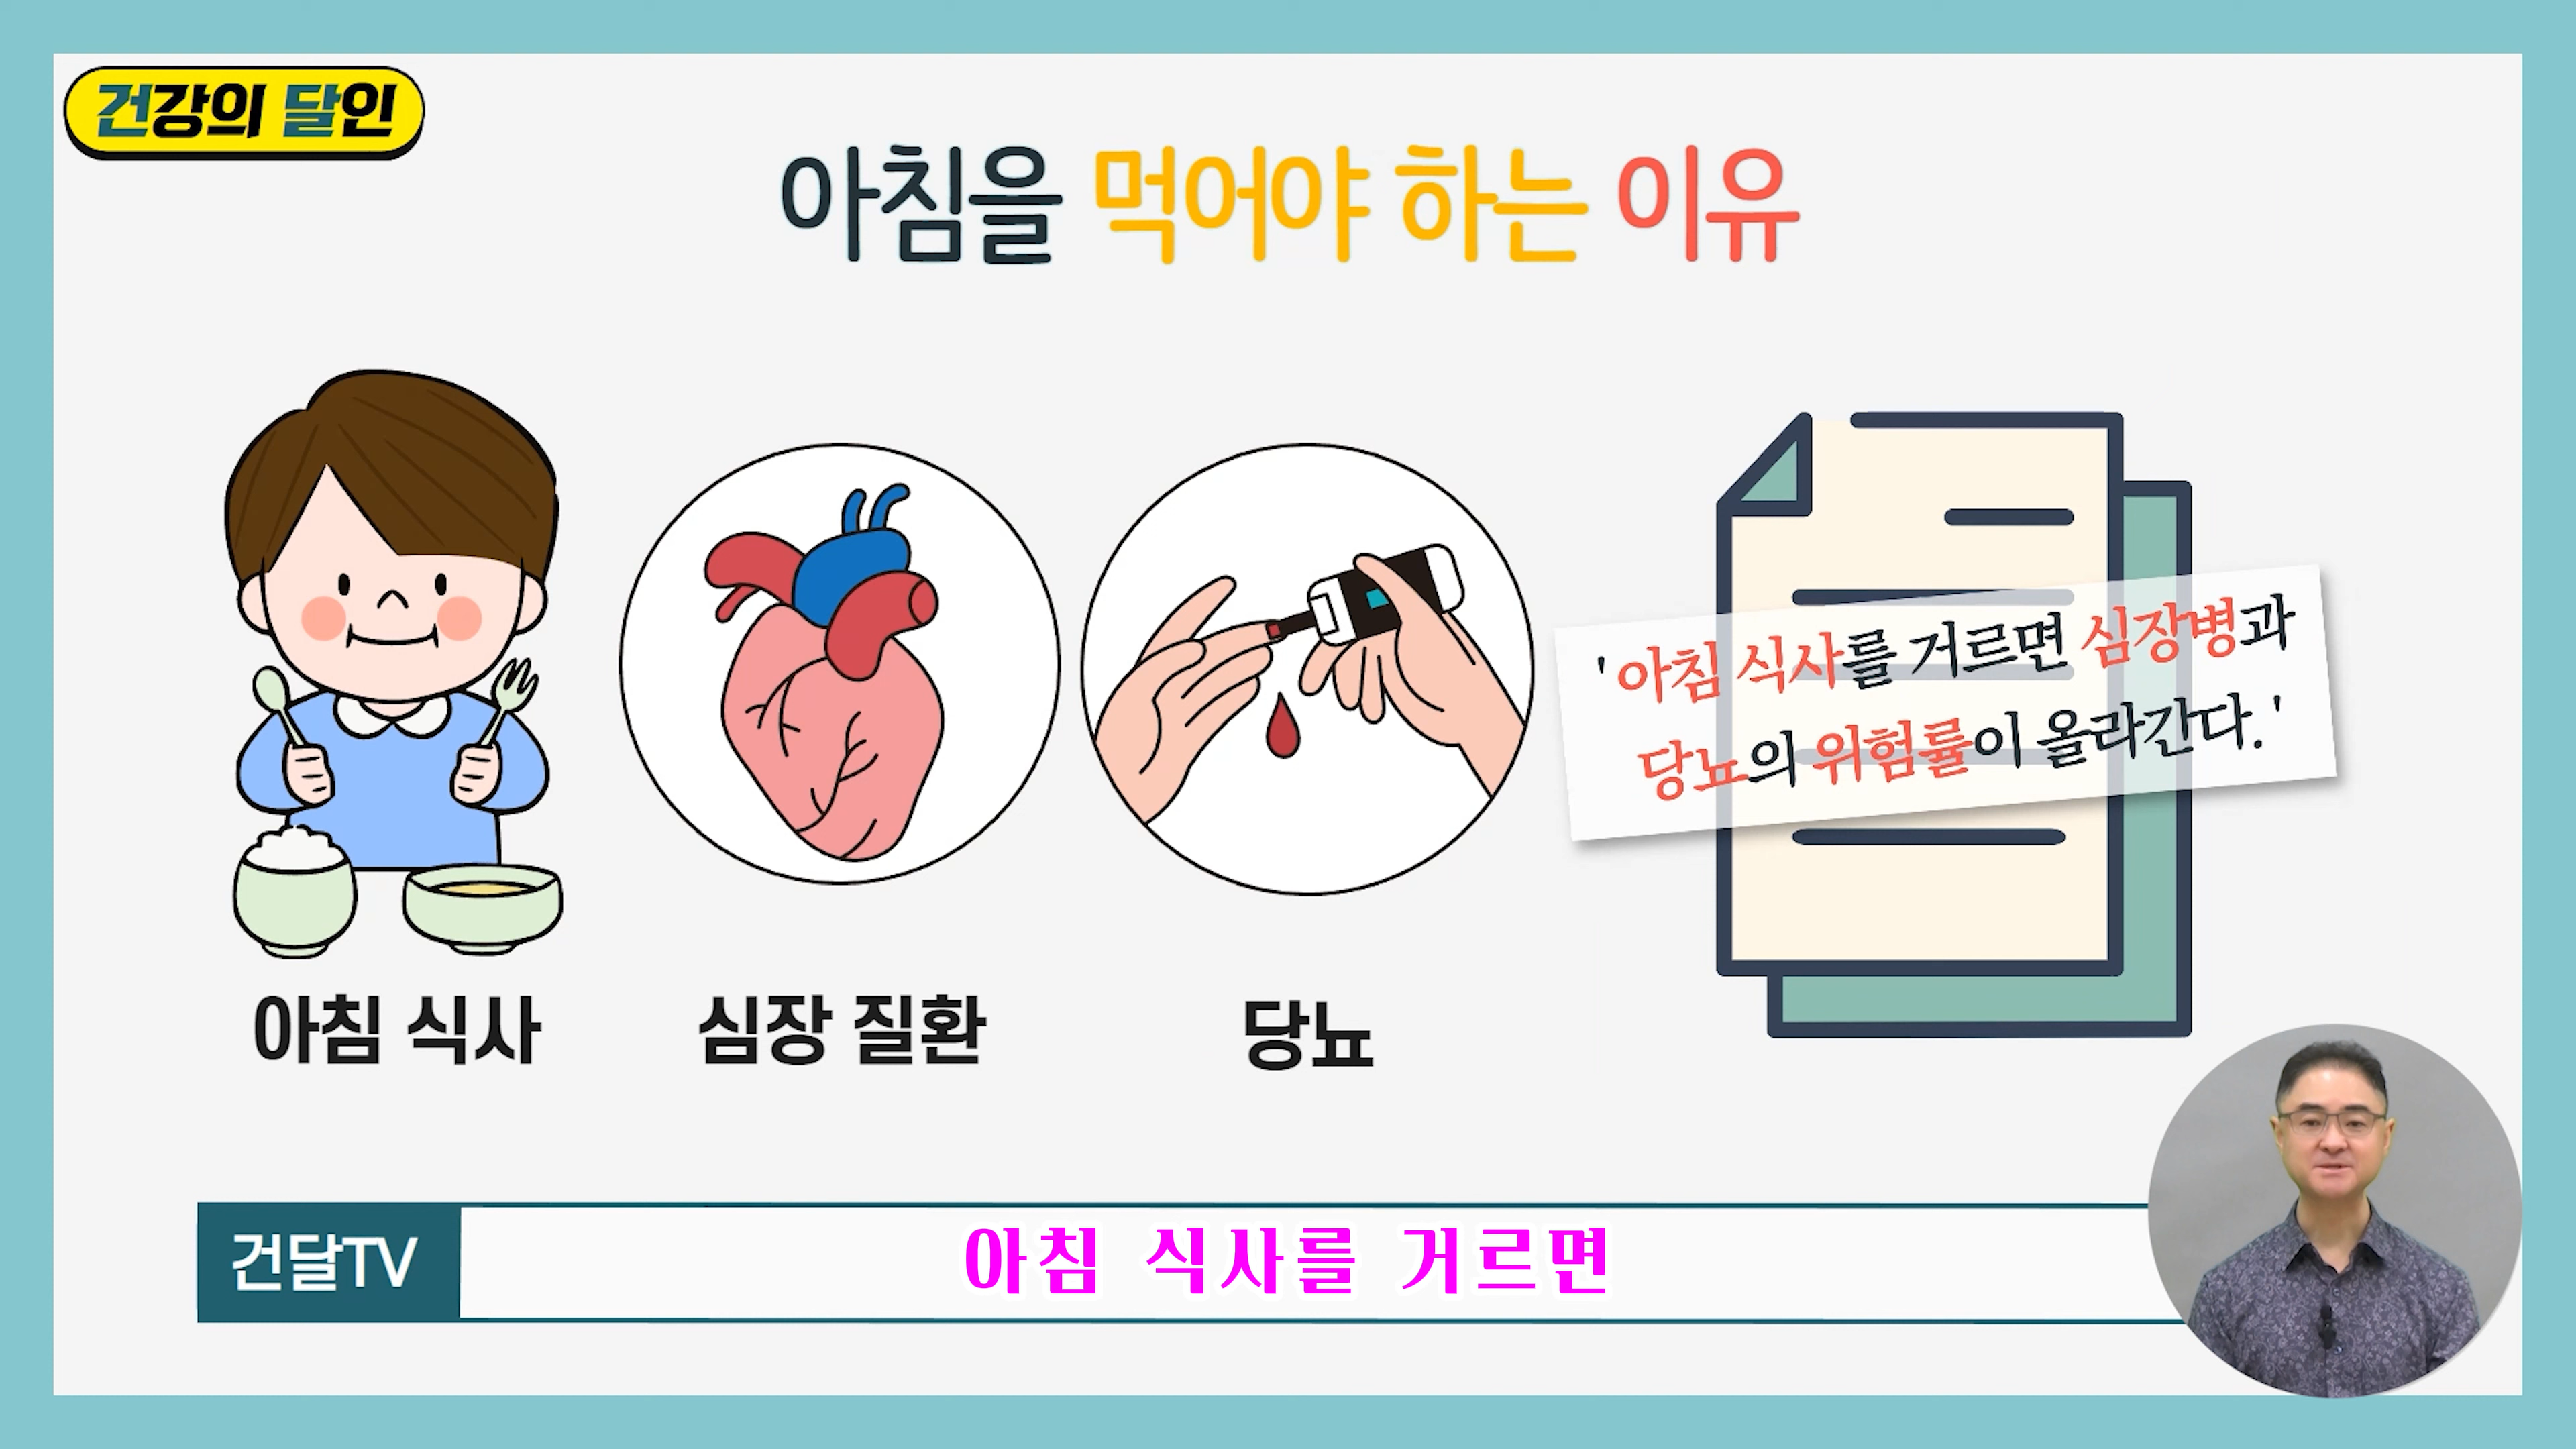 건강의 달인
아침을 먹어야 하는 이유
' 아침 식사를 거르면 심장병과
당뇨의 위험률이 올라간다. '
아침 식사
심장 질환
당뇨
건달TV
아침 식사를 거르면